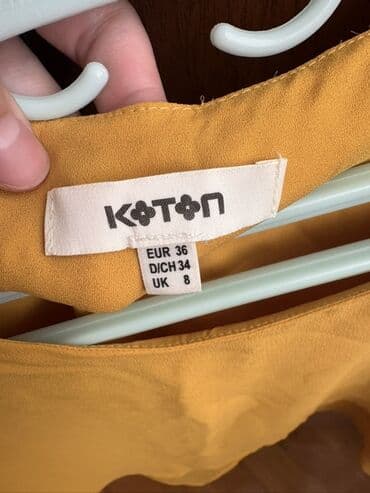 KOTON
EUR 36
D/CH 34
UK 8